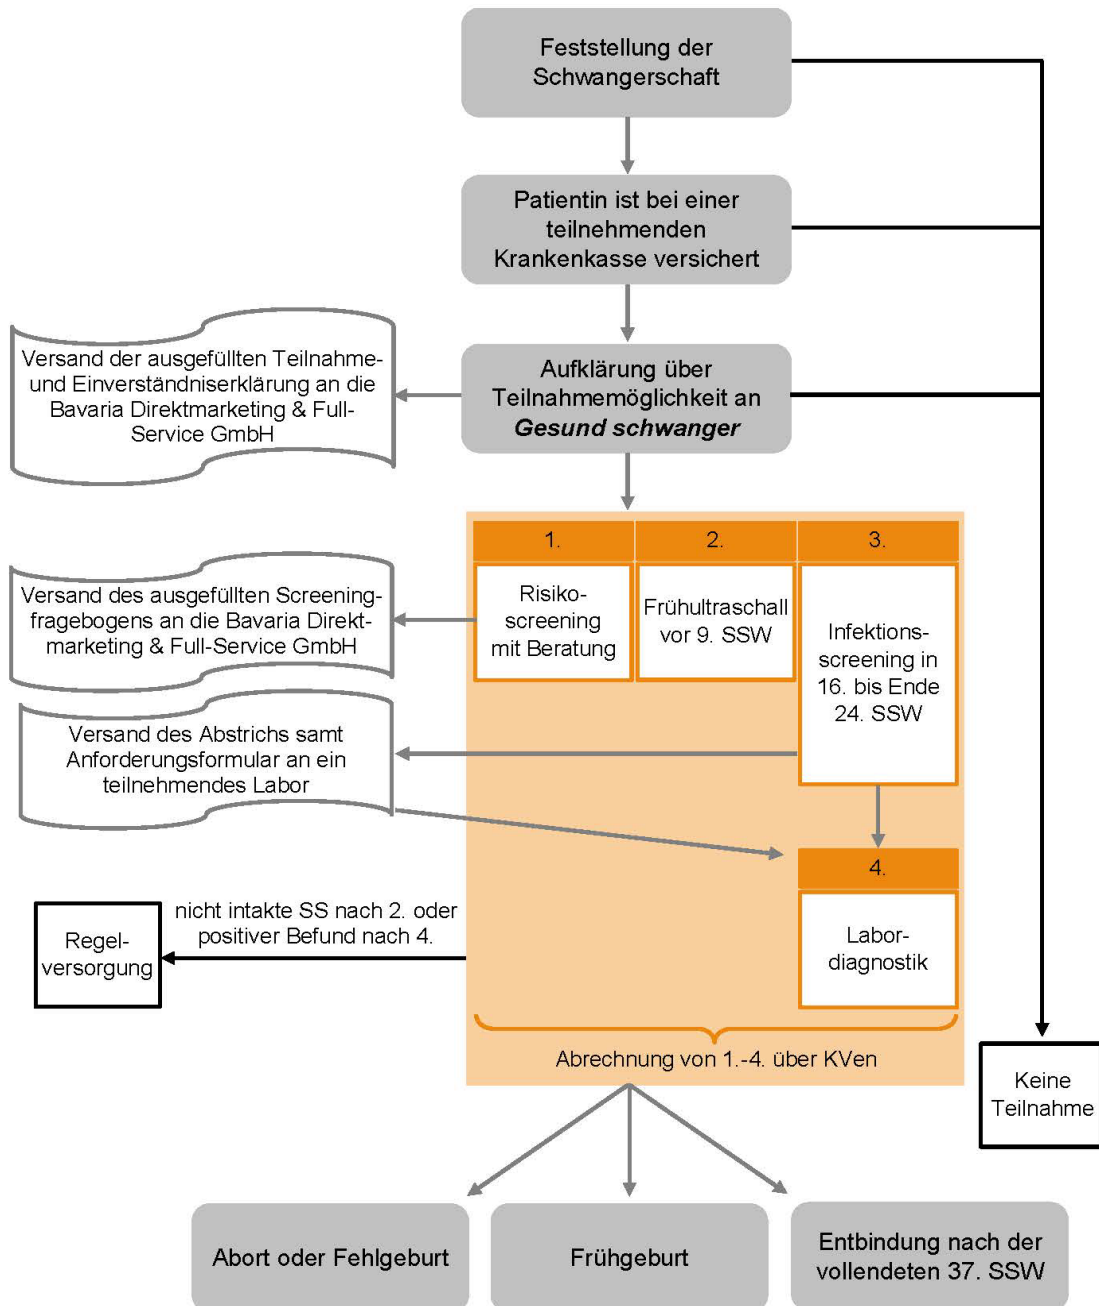 Feststellung der
Schwangerschaft
Patientin ist bei einer
teilnehmenden
Krankenkasse versichert
Versand der ausgefüllten Teilnahme-
und Einverständniserklärung an die
Bavaria Direktmarketing & Full-
Service GmbH
Aufklärung über
Teilnahmemöglichkeit an
Gesund schwanger
1.
2.
3.
Versand des ausgefüllten Screening-
fragebogens an die Bavaria Direkt-
marketing & Full-Service GmbH
Risiko-
screening
mit Beratung
Frühultraschall
vor 9. SSW
Infektions-
screening in
16. bis Ende
24. SSW
Versand des Abstrichs samt
Anforderungsformular an ein
teilnehmendes Labor
4.
Labor-
diagnostik
nicht intakte SS nach 2. oder
positiver Befund nach 4.
Regel-
versorgung
Abrechnung von 1.-4. über KVen
Keine
Teilnahme
Abort oder Fehlgeburt
Frühgeburt
Entbindung nach der
vollendeten 37. SSW